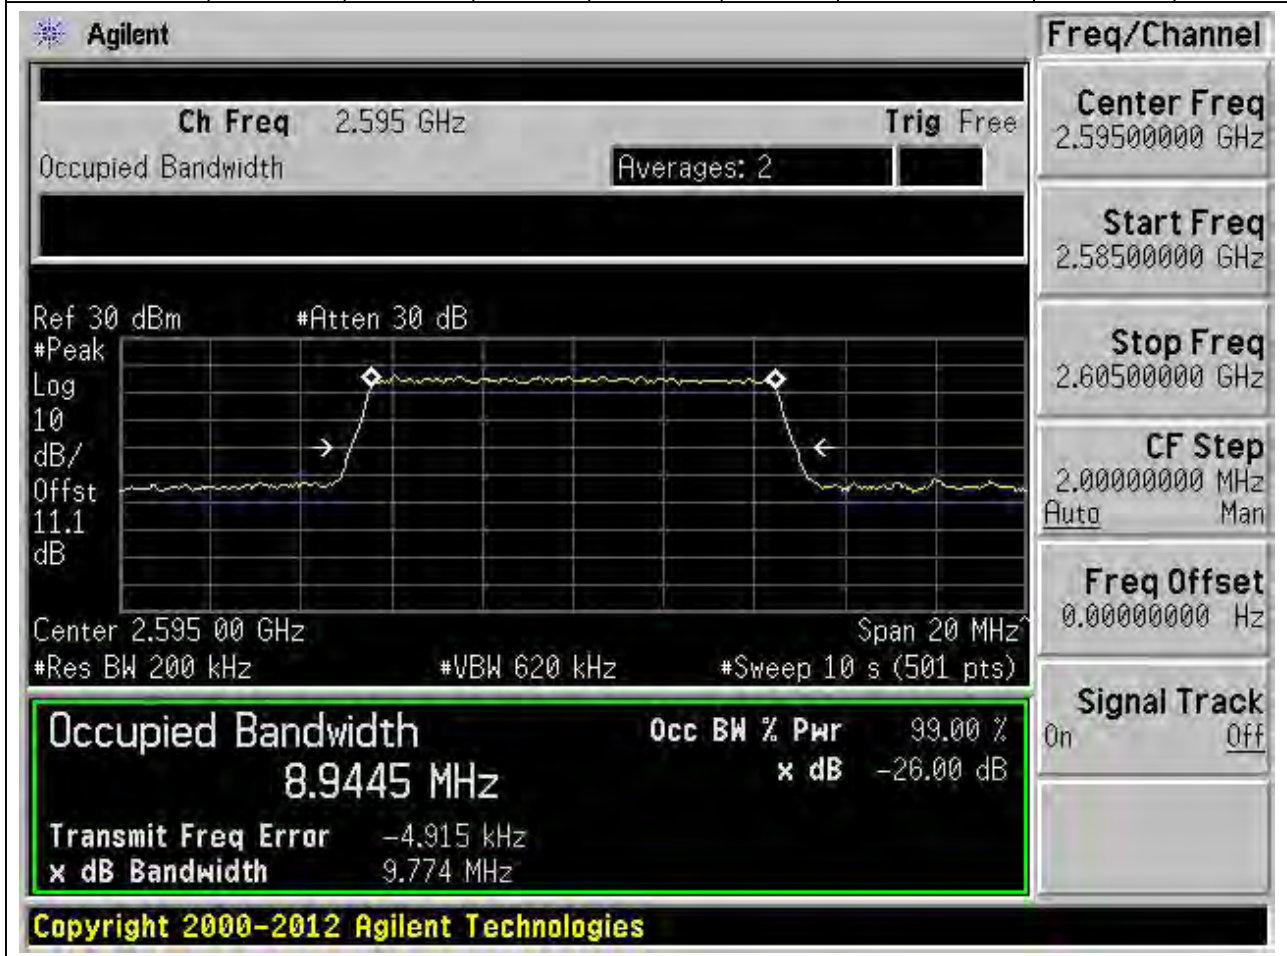 Agilent
Freq/Channel
Ch Freq 2.595 GHz Trig Free
Occupied Bandwidth Averages: 2
Center Freq
2.59500000 GHz
Start Freq
2.58500000 GHz
Stop Freq
2.60500000 GHz
CF Step
2.00000000 MHz
Auto Man
Freq Offset
0.00000000 Hz
Signal Track
On Off
Ref 30 dBm #Atten 30 dB
#Peak
Log
10
dB/
Offst
11.1
dB
Center 2.595 00 GHz Span 20 MHz^
#Res BW 200 kHz #VBW 620 kHz #Sweep 10 s (501 pts)
Occupied Bandwidth Occ BW % Pwr 99.00 %
8.9445 MHz x dB -26.00 dB
Transmit Freq Error -4.915 kHz
x dB Bandwidth 9.774 MHz
Copyright 2000-2012 Agilent Technologies